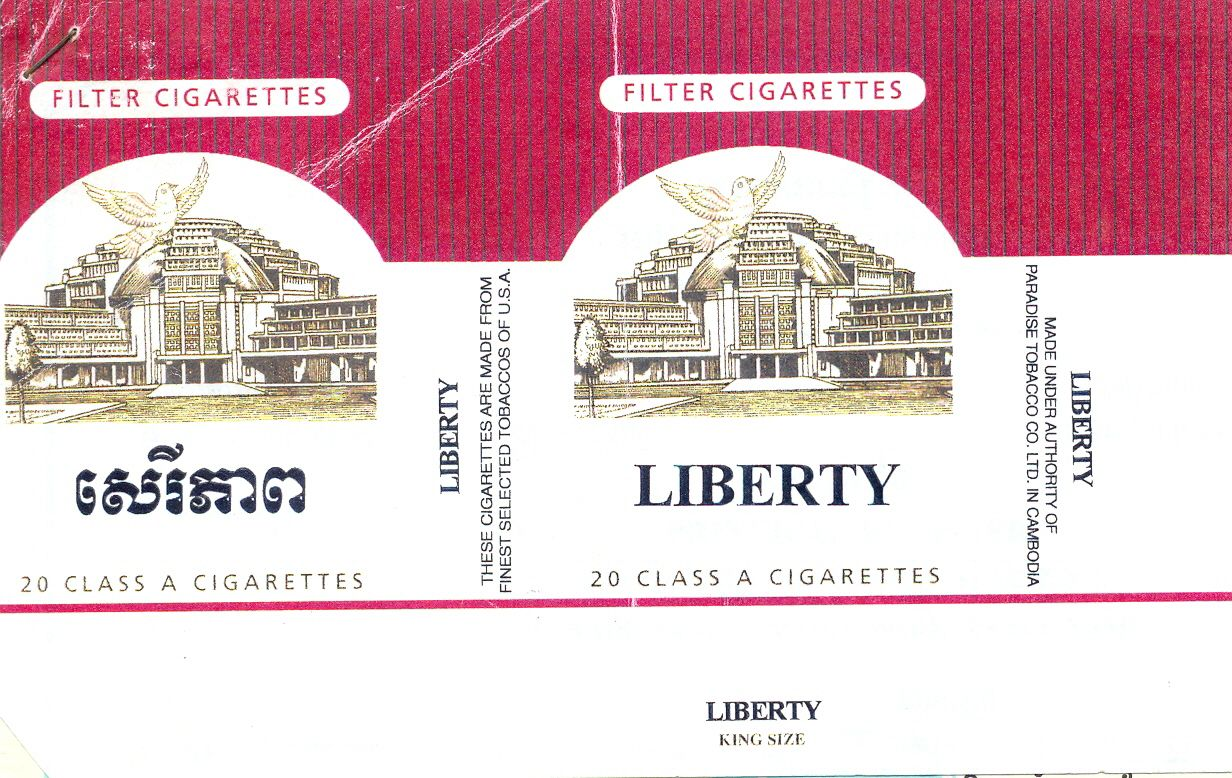 FILTER CIGARETTES
សេរីភាព
20 CLASS A CIGARETTES
LIBERTY
THESE CIGARETTES ARE MADE FROM
FINEST SELECTED TOBACCOS OF U.S.A.
FILTER CIGARETTES
LIBERTY
20 CLASS A CIGARETTES
MADE UNDER AUTHORITY OF
PARADISE TOBACCO CO. LTD. IN CAMBODIA
LIBERTY
LIBERTY
KING SIZE